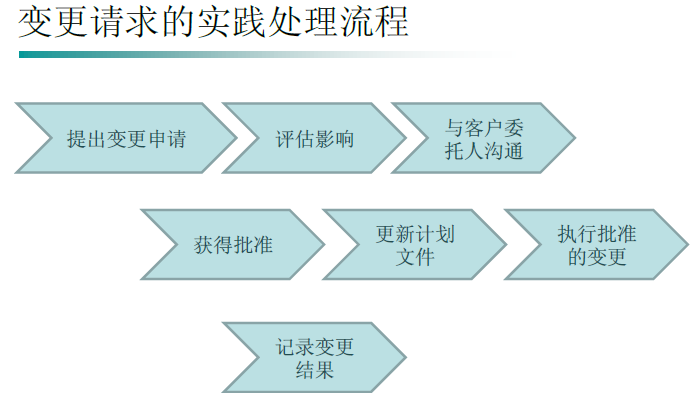 变更请求的实践处理流程
提出变更申请
评估影响
与客户委
托人沟通
获得批准
更新计划
文件
执行批准
的变更
记录变更
结果